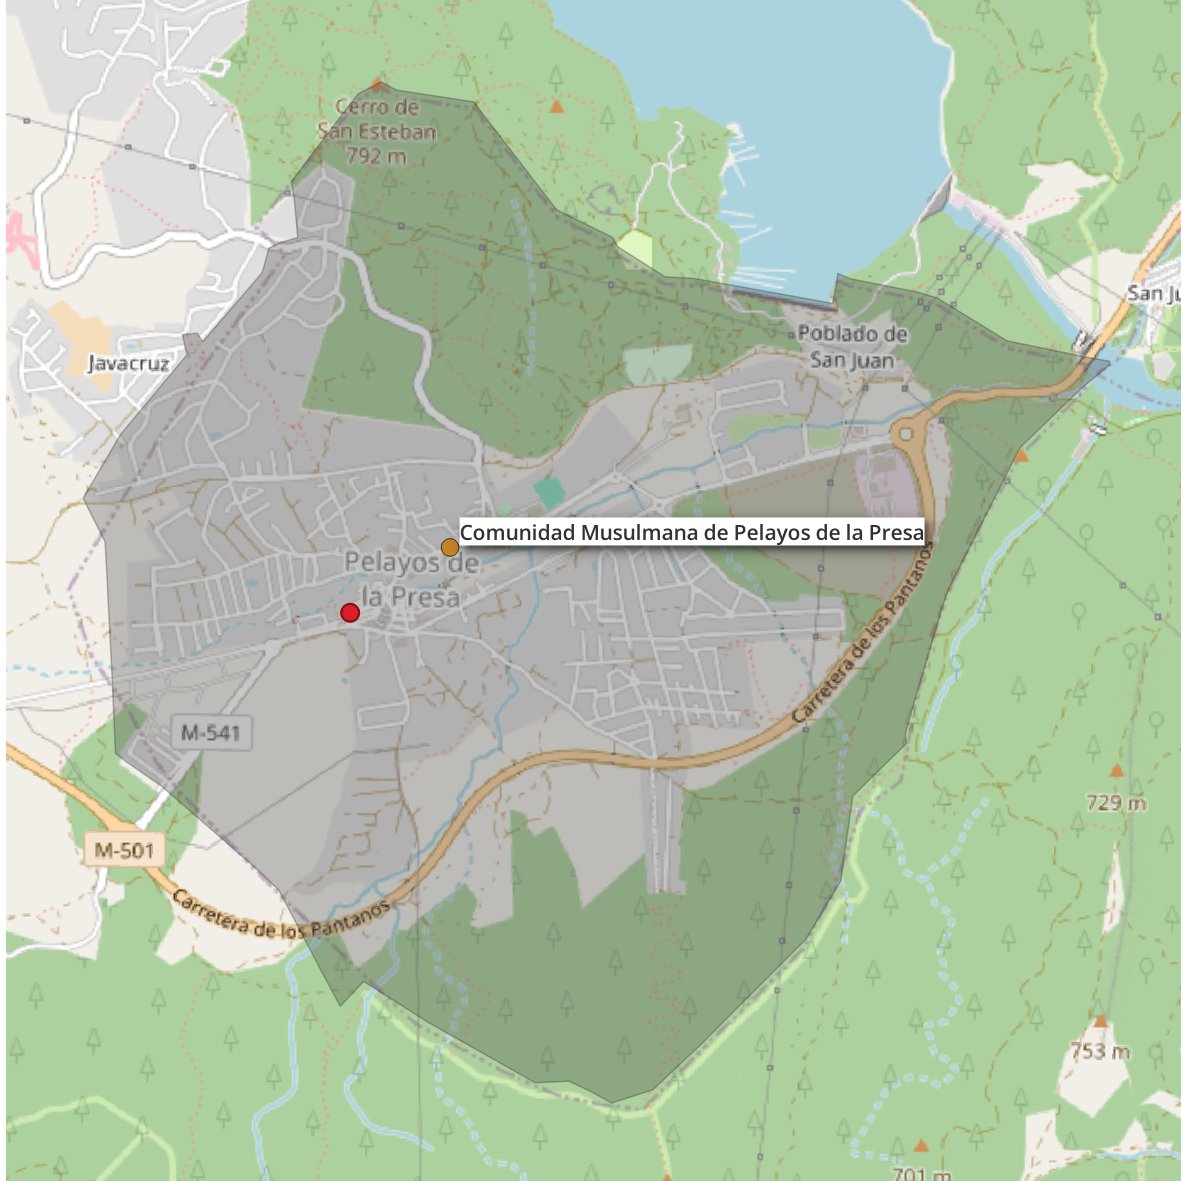 Cerro de
San Esteban
792 m
San Ju
Poblado de
San Juan
Javacruz
Comunidad Musulmana de Pelayos de la Presa
Pelayos de
la Presa
Carretera de los Pantanos
M-541
729 m
M-501
Carretera de los Pantanos
753 m
701 m